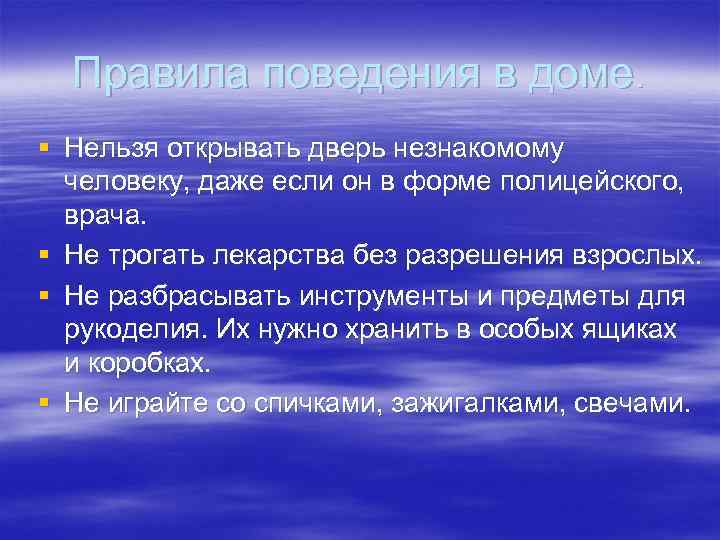 Правила поведения в доме.
▪ Нельзя открывать дверь незнакомому
человеку, даже если он в форме полицейского,
врача.
▪ Не трогать лекарства без разрешения взрослых.
▪ Не разбрасывать инструменты и предметы для
рукоделия. Их нужно хранить в особых ящиках
и коробках.
▪ Не играйте со спичками, зажигалками, свечами.